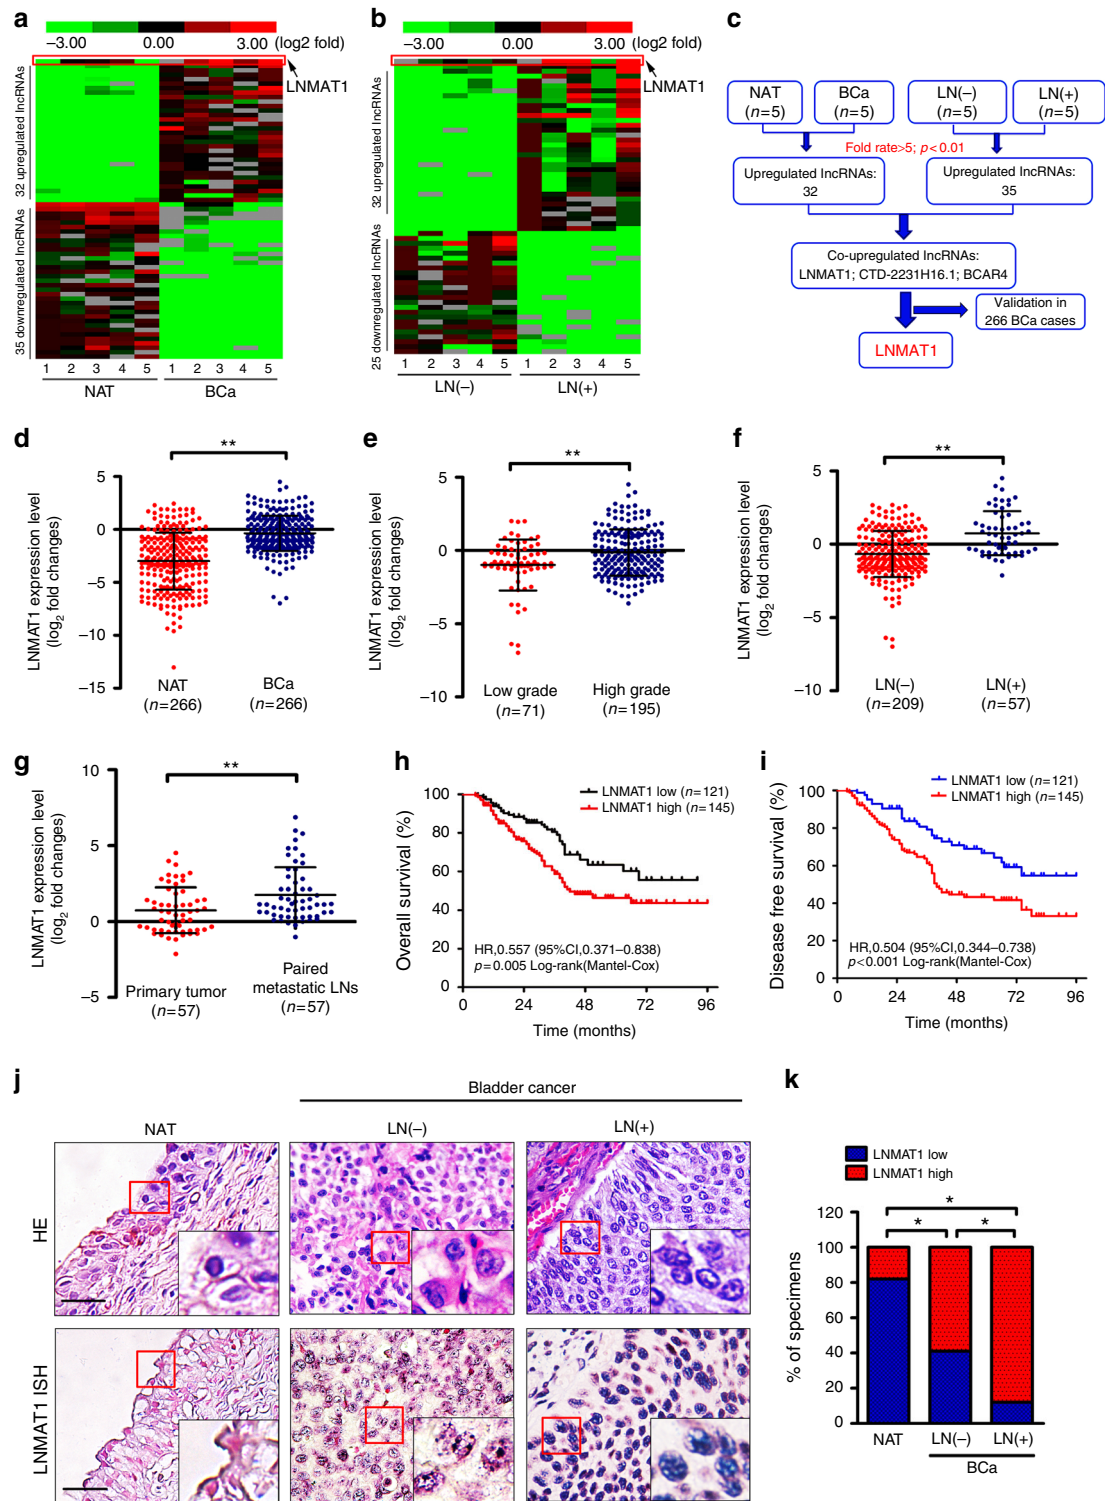 a
−3.00 0.00 3.00 (log2 fold)
LNMAT1
32 upregulated lncRNAs
35 downregulated lncRNAs
1 2 3 4 5 1 2 3 4 5
NAT BCa
b
−3.00 0.00 3.00 (log2 fold)
LNMAT1
32 upregulated lncRNAs
25 downregulated lncRNAs
1 2 3 4 5 1 2 3 4 5
LN(−) LN(+)
c
NAT
(n=5)
BCa
(n=5)
LN(−)
(n=5)
LN(+)
(n=5)
Fold rate>5; p<0.01
Upregulated lncRNAs:
32
Upregulated lncRNAs:
35
Co-upregulated lncRNAs:
LNMAT1; CTD-2231H16.1; BCAR4
Validation in
266 BCa cases
LNMAT1
d
**
LNMAT1 expression level
(log2 fold changes)
5
0
−5
−10
−15
NAT
(n=266)
BCa
(n=266)
e
**
LNMAT1 expression level
(log2 fold changes)
5
0
−5
−10
Low grade
(n=71)
High grade
(n=195)
f
**
LNMAT1 expression level
(log2 fold changes)
5
0
−5
−10
LN(−)
(n=209)
LN(+)
(n=57)
g
**
LNMAT1 expression level
(log2 fold changes)
10
5
0
−5
Primary tumor
(n=57)
Paired
metastatic LNs
(n=57)
h
LNMAT1 low (n=121)
LNMAT1 high (n=145)
Overall survival (%)
100
80
60
40
20
0
HR,0.557 (95%CI,0.371–0.838)
p=0.005 Log-rank(Mantel-Cox)
0 24 48 72 96
Time (months)
i
LNMAT1 low (n=121)
LNMAT1 high (n=145)
Disease free survival (%)
100
80
60
40
20
0
HR,0.504 (95%CI,0.344–0.738)
p<0.001 Log-rank(Mantel-Cox)
0 24 48 72 96
Time (months)
j
Bladder cancer
NAT LN(−) LN(+)
HE
LNMAT1 ISH
k
LNMAT1 low
LNMAT1 high
*
* *
% of specimens
120
100
80
60
40
20
0
NAT LN(−) LN(+)
BCa